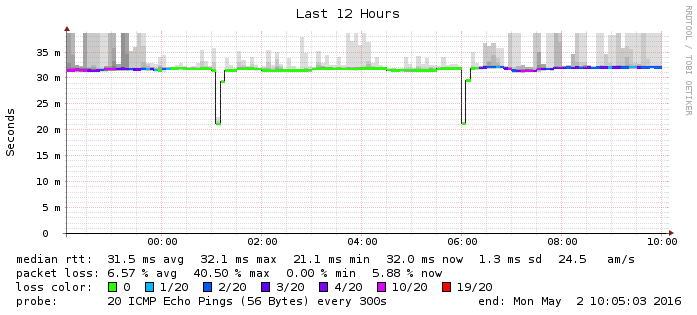 Last 12 Hours
RRDTOOL / TOBI OETIKER
Seconds
35 m
30 m
25 m
20 m
15 m
10 m
5 m
0
00:00 02:00 04:00 06:00 08:00 10:00
median rtt: 31.5 ms avg 32.1 ms max 21.1 ms min 32.0 ms now 1.3 ms sd 24.5 am/s
packet loss: 6.57 % avg 40.50 % max 0.00 % min 5.88 % now
loss color: 0 1/20 2/20 3/20 4/20 10/20 19/20
probe: 20 ICMP Echo Pings (56 Bytes) every 300s end: Mon May 2 10:05:03 2016